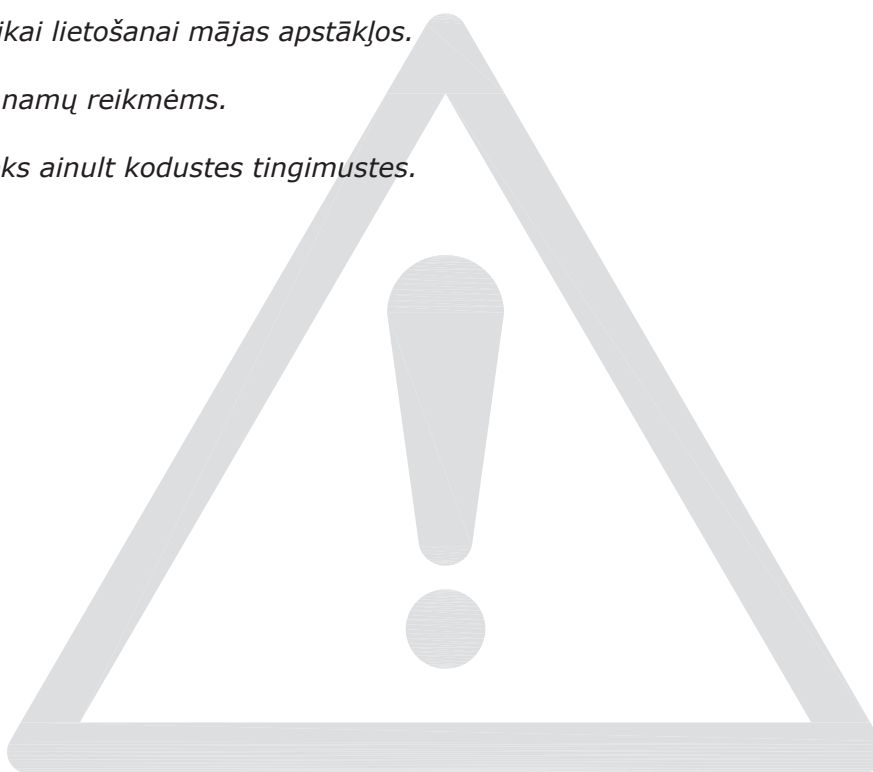 ikai lietošanai mājas apstākļos.
namų reikmėms.
ks ainult kodustes tingimustes.